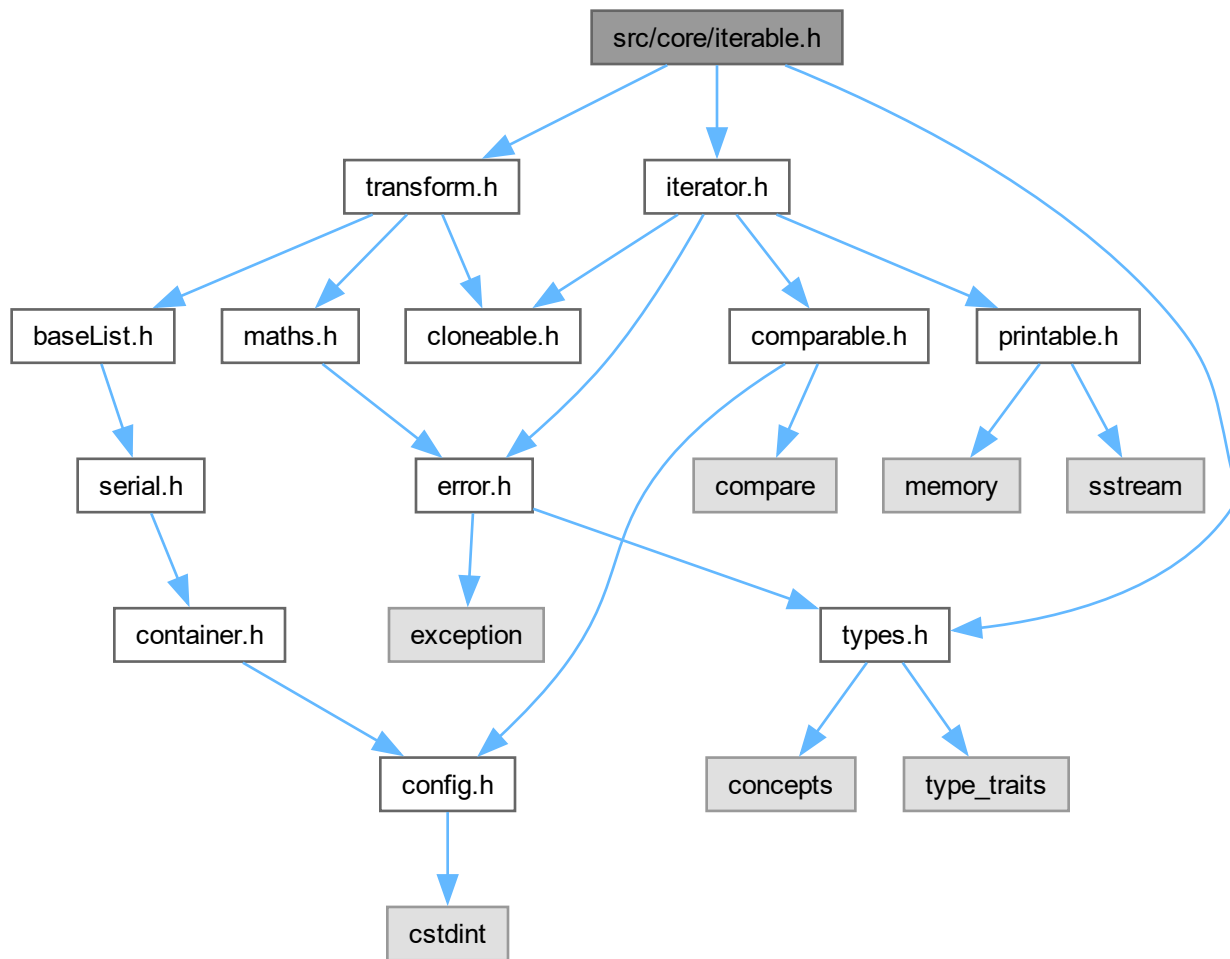 src/core/iterable.h
transform.h
iterator.h
baseList.h
maths.h
cloneable.h
comparable.h
printable.h
serial.h
error.h
compare
memory
sstream
container.h
exception
types.h
config.h
concepts
type_traits
cstdint